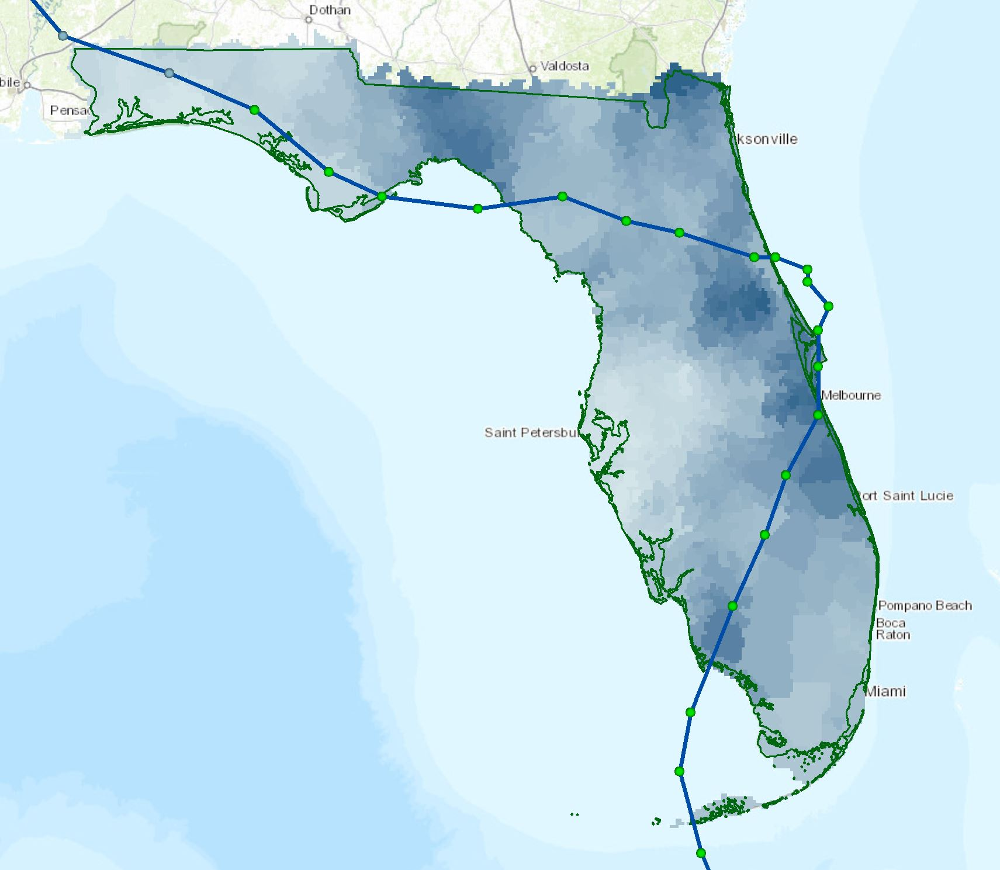 Dothan
Valdosta
bile
Pensac
ksonville
Melbourne
Saint Petersbu
ort Saint Lucie
Pompano Beach
Boca
Raton
Miami